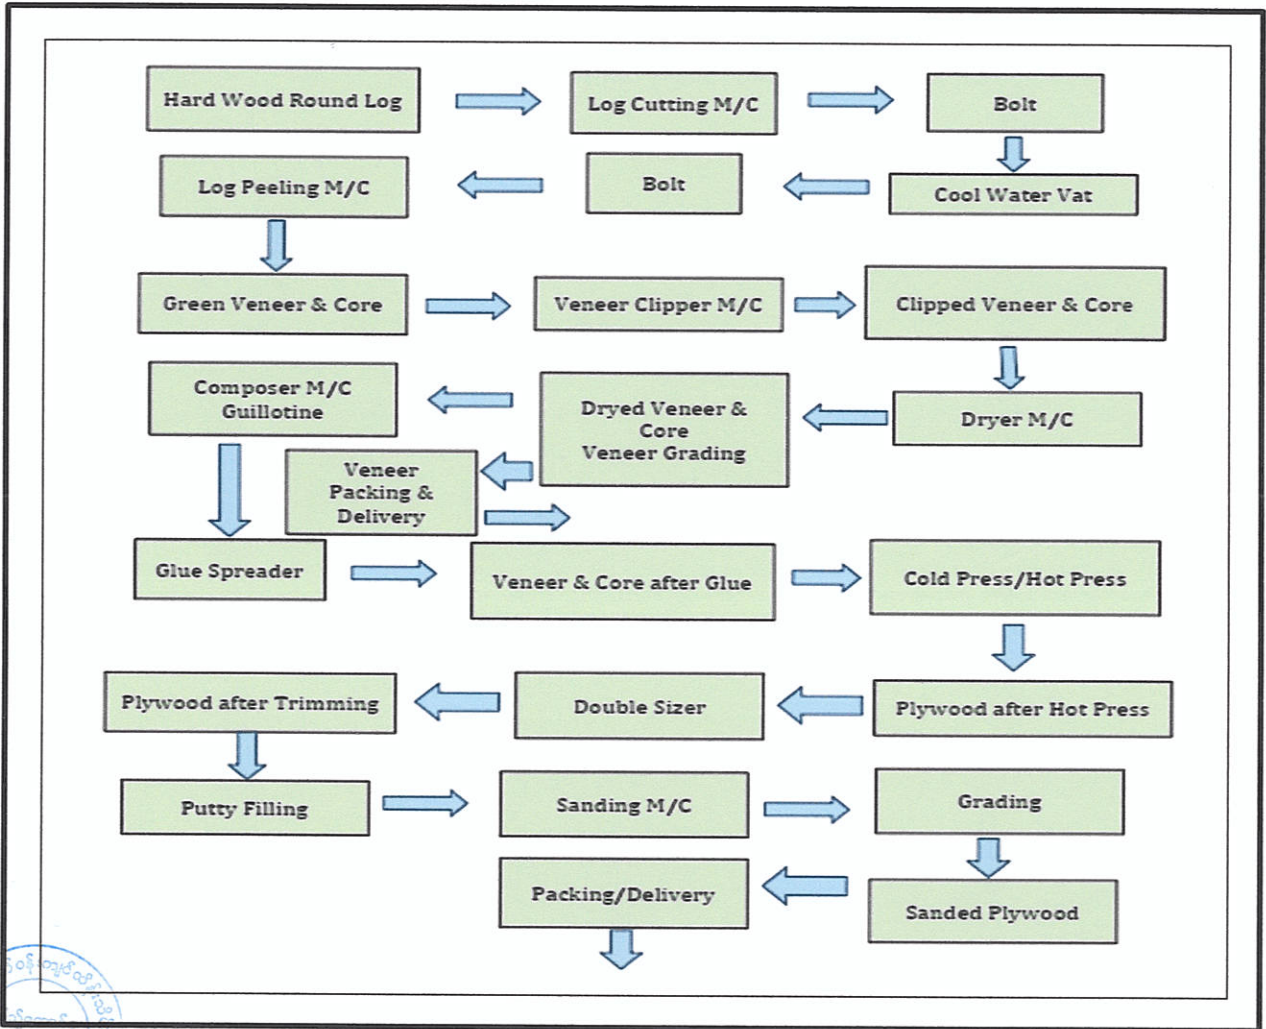 Hard Wood Round Log
Log Cutting M/C
Bolt
Log Peeling M/C
Bolt
Cool Water Vat
Green Veneer & Core
Veneer Clipper M/C
Clipped Veneer & Core
Composer M/C
Guillotine
Dryed Veneer &
Core
Veneer Grading
Dryer M/C
Veneer
Packing &
Delivery
Glue Spreader
Veneer & Core after Glue
Cold Press/Hot Press
Plywood after Trimming
Double Sizer
Plywood after Hot Press
Putty Filling
Sanding M/C
Grading
Packing/Delivery
Sanded Plywood